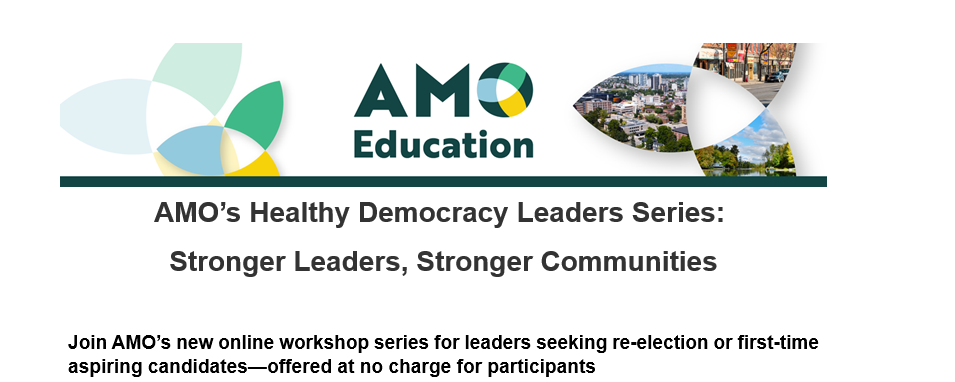 AMO
Education
AMO’s Healthy Democracy Leaders Series:
Stronger Leaders, Stronger Communities
Join AMO’s new online workshop series for leaders seeking re-election or first-time
aspiring candidates—offered at no charge for participants